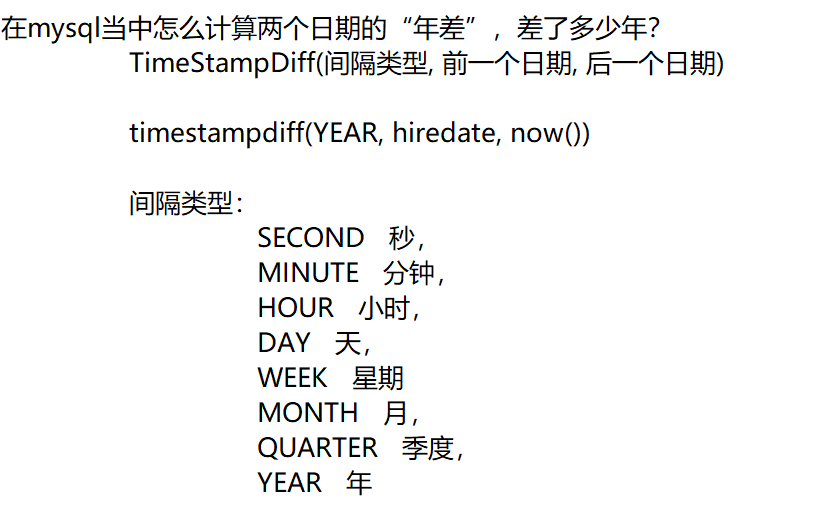 在mysql当中怎么计算两个日期的“年差”，差了多少年？
TimeStampDiff(间隔类型, 前一个日期, 后一个日期)
timestampdiff(YEAR, hiredate, now())
间隔类型：
SECOND 秒，
MINUTE 分钟，
HOUR 小时，
DAY 天，
WEEK 星期
MONTH 月，
QUARTER 季度，
YEAR 年